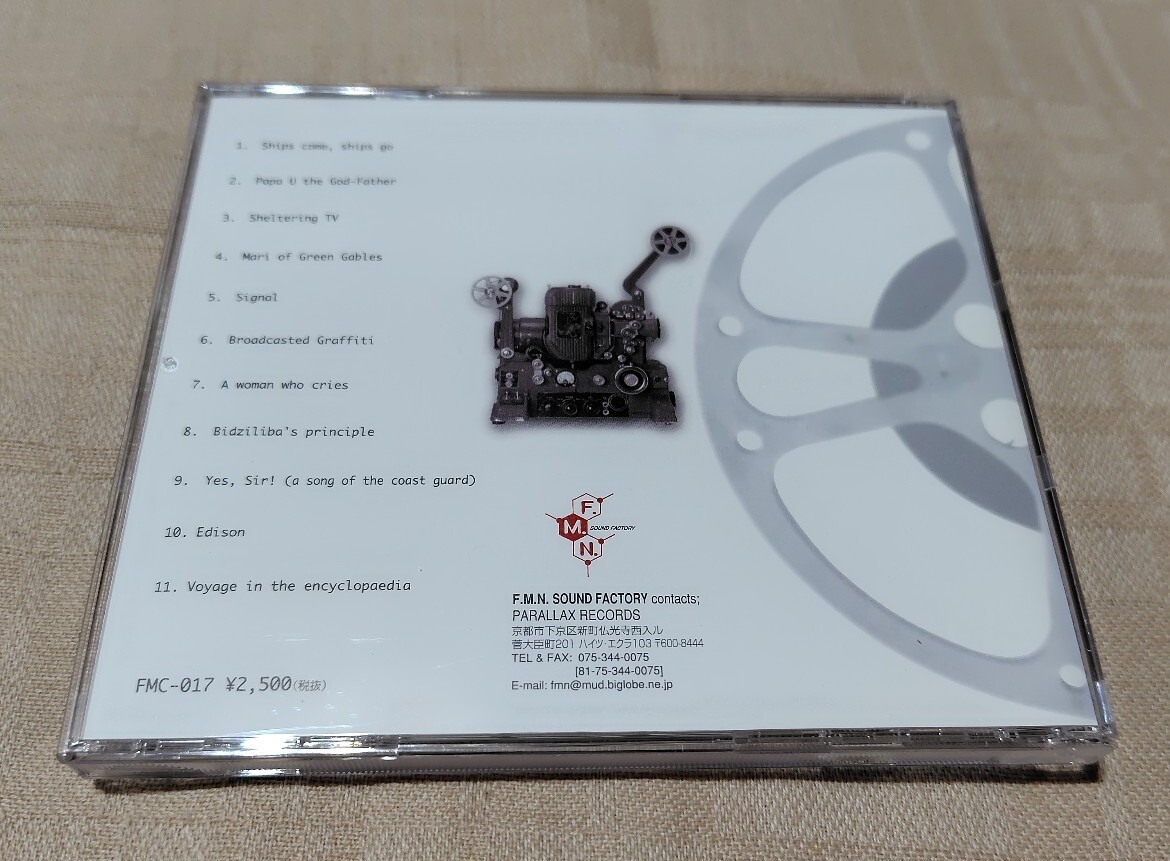 1. Ships come, ships go
2. Papa U the God-Father
3. Sheltering TV
4. Mari of Green Gables
5. Signal
6. Broadcasted Graffiti
7. A woman who cries
8. Bidziliba's principle
9. Yes, Sir! (a song of the coast guard)
10. Edison
11. Voyage in the encyclopaedia
F.
M. SOUND FACTORY
N.
F.M.N. SOUND FACTORY contacts;
PARALLAX RECORDS
京都市下京区新町仏光寺西入ル
菅大臣町201 ハイツ・エクラ103 〒600-8444
TEL & FAX: 075-344-0075
[81-75-344-0075]
E-mail: fmn@mud.biglobe.ne.jp
FMC-017 ¥2,500(税抜)